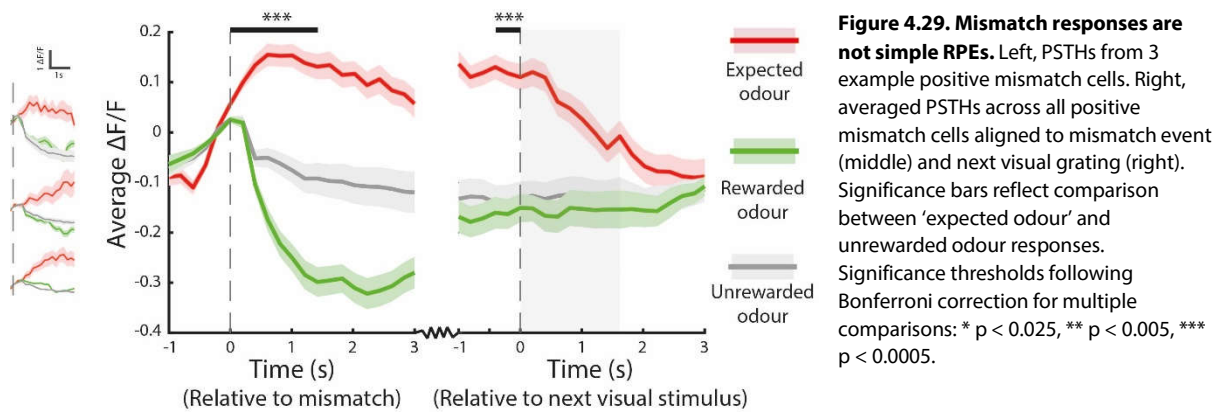 1 ΔF/F
1s
Average ΔF/F
0.2
0.1
0
-0.1
-0.2
-0.3
-0.4
***
-1
0
1
2
3
Time (s)
(Relative to mismatch)
***
-1
0
1
2
3
Time (s)
(Relative to next visual stimulus)
Expected
odour
Rewarded
odour
Unrewarded
odour
Figure 4.29. Mismatch responses are
not simple RPEs. Left, PSTHs from 3
example positive mismatch cells. Right,
averaged PSTHs across all positive
mismatch cells aligned to mismatch event
(middle) and next visual grating (right).
Significance bars reflect comparison
between ‘expected odour’ and
unrewarded odour responses.
Significance thresholds following
Bonferroni correction for multiple
comparisons: * p < 0.025, ** p < 0.005, ***
p < 0.0005.